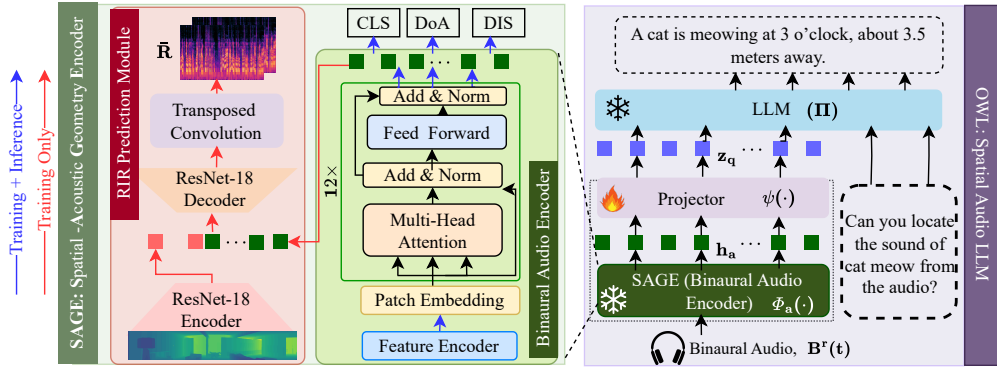 Training + Inference
Training Only
SAGE: Spatial -Acoustic Geometry Encoder
RIR Prediction Module
R̄
Transposed
Convolution
ResNet-18
Decoder
ResNet-18
Encoder
CLS
DoA
DIS
Add & Norm
Feed Forward
12×
Add & Norm
Multi-Head
Attention
Patch Embedding
Feature Encoder
Binaural Audio Encoder
A cat is meowing at 3 o'clock, about 3.5
meters away.
LLM (Π)
z_q
Projector ψ(·)
h_a
SAGE (Binaural Audio
Encoder) Φ_a(·)
Binaural Audio, B^r(t)
Can you locate
the sound of
cat meow from
the audio?
OWL: Spatial Audio LLM